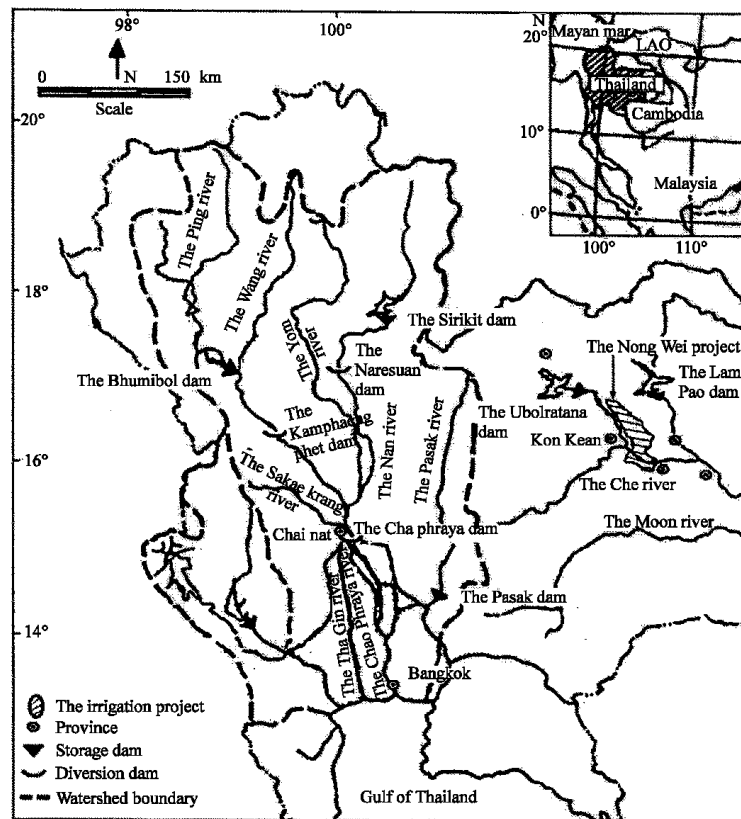 98°
100°
N
0 150 km
Scale
20°
18°
16°
14°
N
20°
Mayan mar
LAO
Thailand
Cambodia
10°
Malaysia
0°
100°
110°
The Ping river
The Wang river
The Yom
river
The Sirikit dam
The
Naresuan
dam
The Bhumibol dam
The
Kamphadng
phet dam
The Nan river
The Pasak river
The Sakae krang
river
Chai nat
The Cha phraya dam
The Tha Gin river
The Chao Phraya river
The Pasak dam
Bangkok
The Nong Wei project
The Lam
Pao dam
The Ubolratana
dam
Kon Kean
The Che river
The Moon river
The irrigation project
Province
Storage dam
Diversion dam
Watershed boundary
Gulf of Thailand